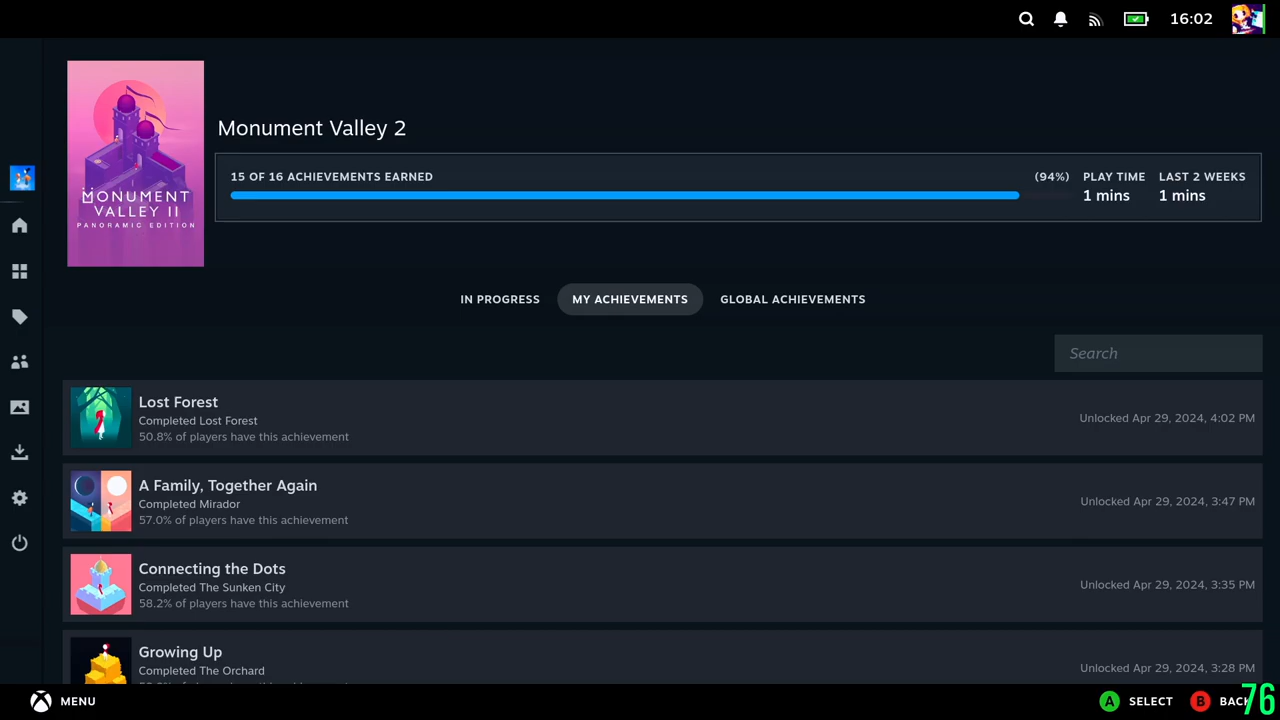 16:02
MONUMENT
VALLEY II
PANORAMIC EDITION
Monument Valley 2
15 OF 16 ACHIEVEMENTS EARNED
(94%)
PLAY TIME
1 mins
LAST 2 WEEKS
1 mins
IN PROGRESS
MY ACHIEVEMENTS
GLOBAL ACHIEVEMENTS
Search
Lost Forest
Completed Lost Forest
50.8% of players have this achievement
Unlocked Apr 29, 2024, 4:02 PM
A Family, Together Again
Completed Mirador
57.0% of players have this achievement
Unlocked Apr 29, 2024, 3:47 PM
Connecting the Dots
Completed The Sunken City
58.2% of players have this achievement
Unlocked Apr 29, 2024, 3:35 PM
Growing Up
Completed The Orchard
Unlocked Apr 29, 2024, 3:28 PM
MENU
A SELECT
B BACK
76